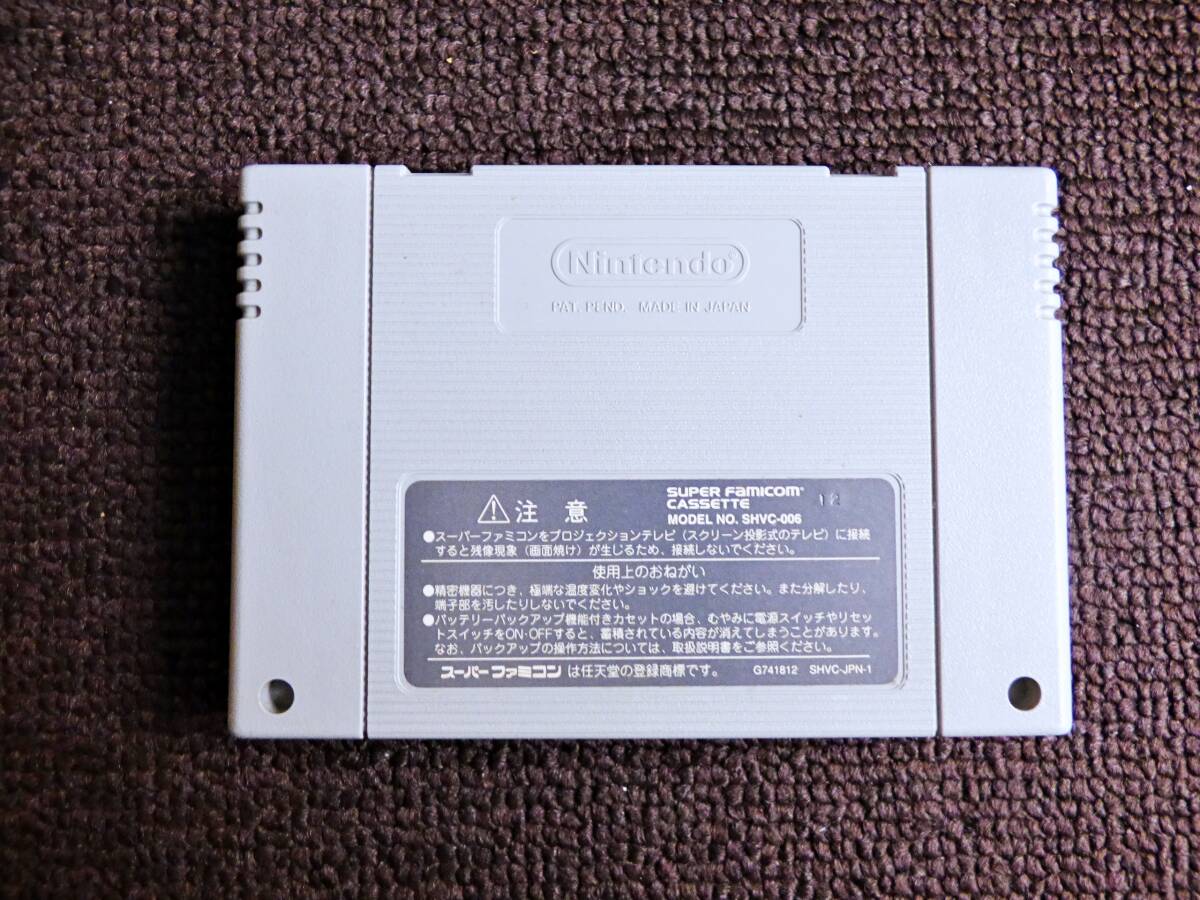 Nintendo®
PAT. PEND. MADE IN JAPAN
⚠注意
SUPER FAMICOM®
CASSETTE
MODEL NO. SHVC-006
12
●スーパーファミコンをプロジェクションテレビ(スクリーン投影式のテレビ)に接続
すると残像現象(画面焼け)が生じるため、接続しないでください。
使用上のおねがい
●精密機器につき、極端な温度変化やショックを避けてください。また分解したり、
端子部を汚したりしないでください。
●バッテリーバックアップ機能付きカセットの場合、むやみに電源スイッチやリセッ
トスイッチをON·OFFすると、蓄積されている内容が消えてしまうことがあります。
なお、バックアップの操作方法については、取扱説明書をご参照ください。
スーパーファミコンは任天堂の登録商標です。 G741812 SHVC-JPN-1